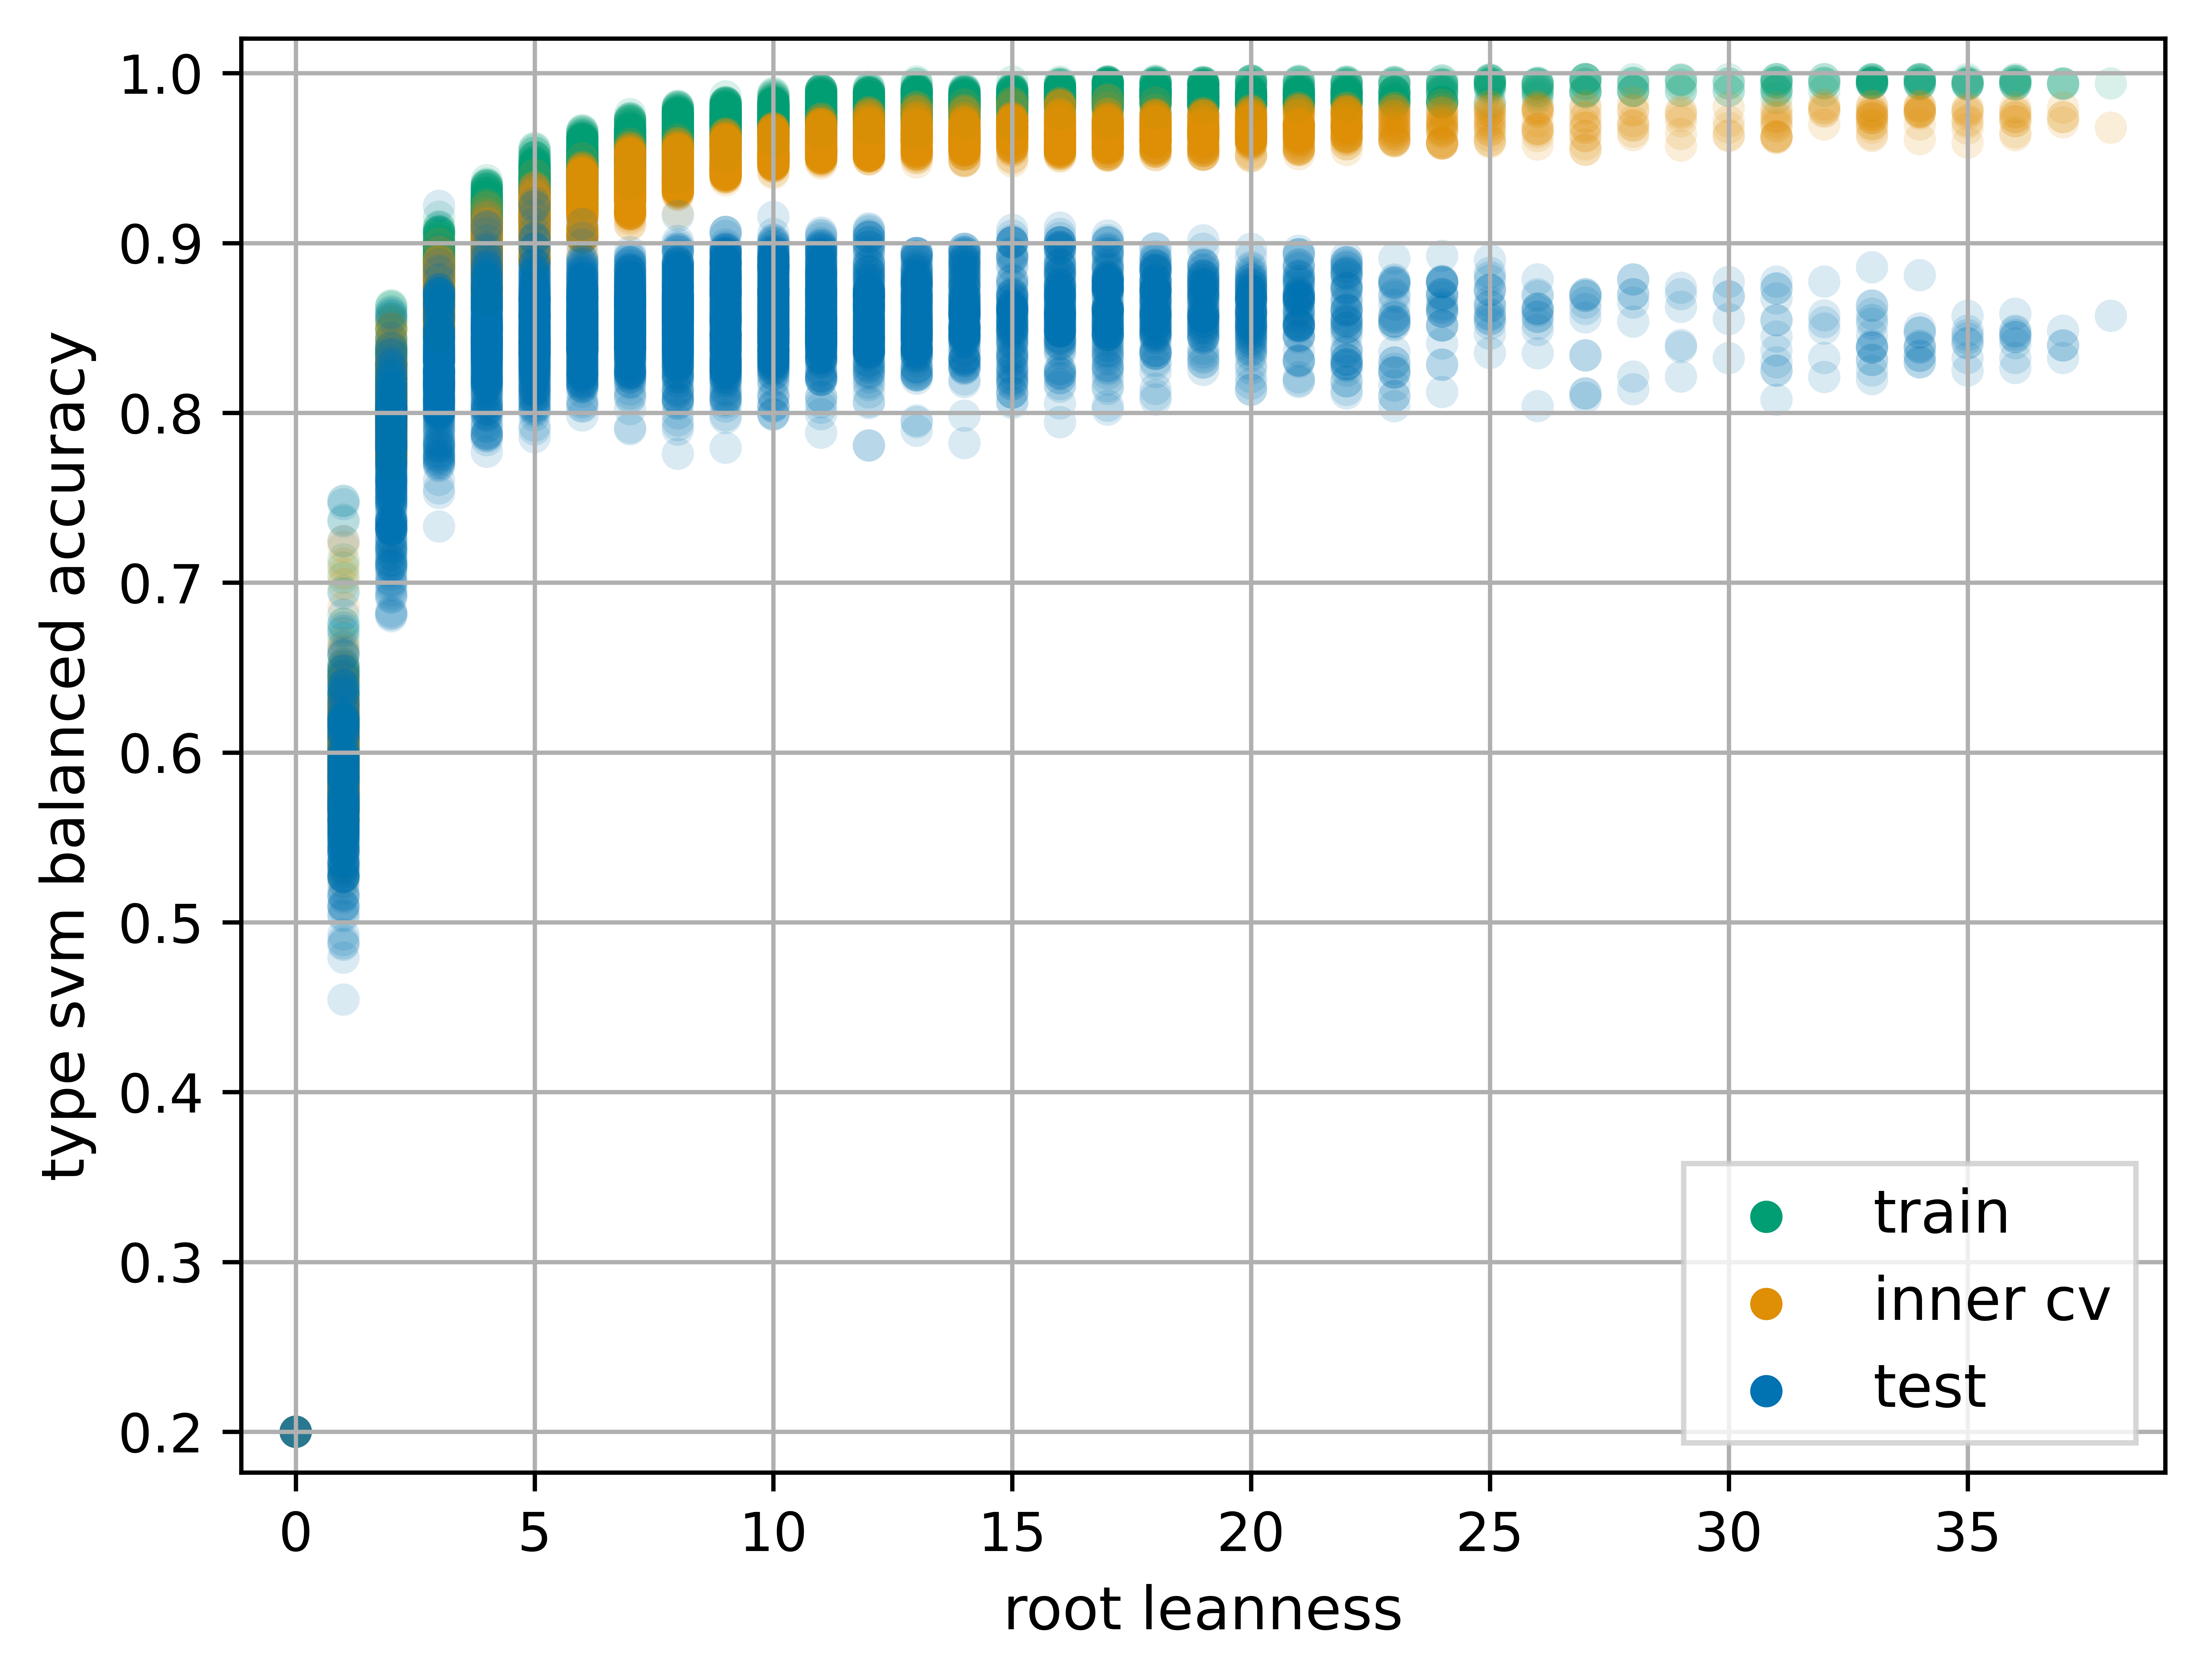 type svm balanced accuracy
1.0
0.9
0.8
0.7
0.6
0.5
0.4
0.3
0.2
0 5 10 15 20 25 30 35
root leanness
train
inner cv
test